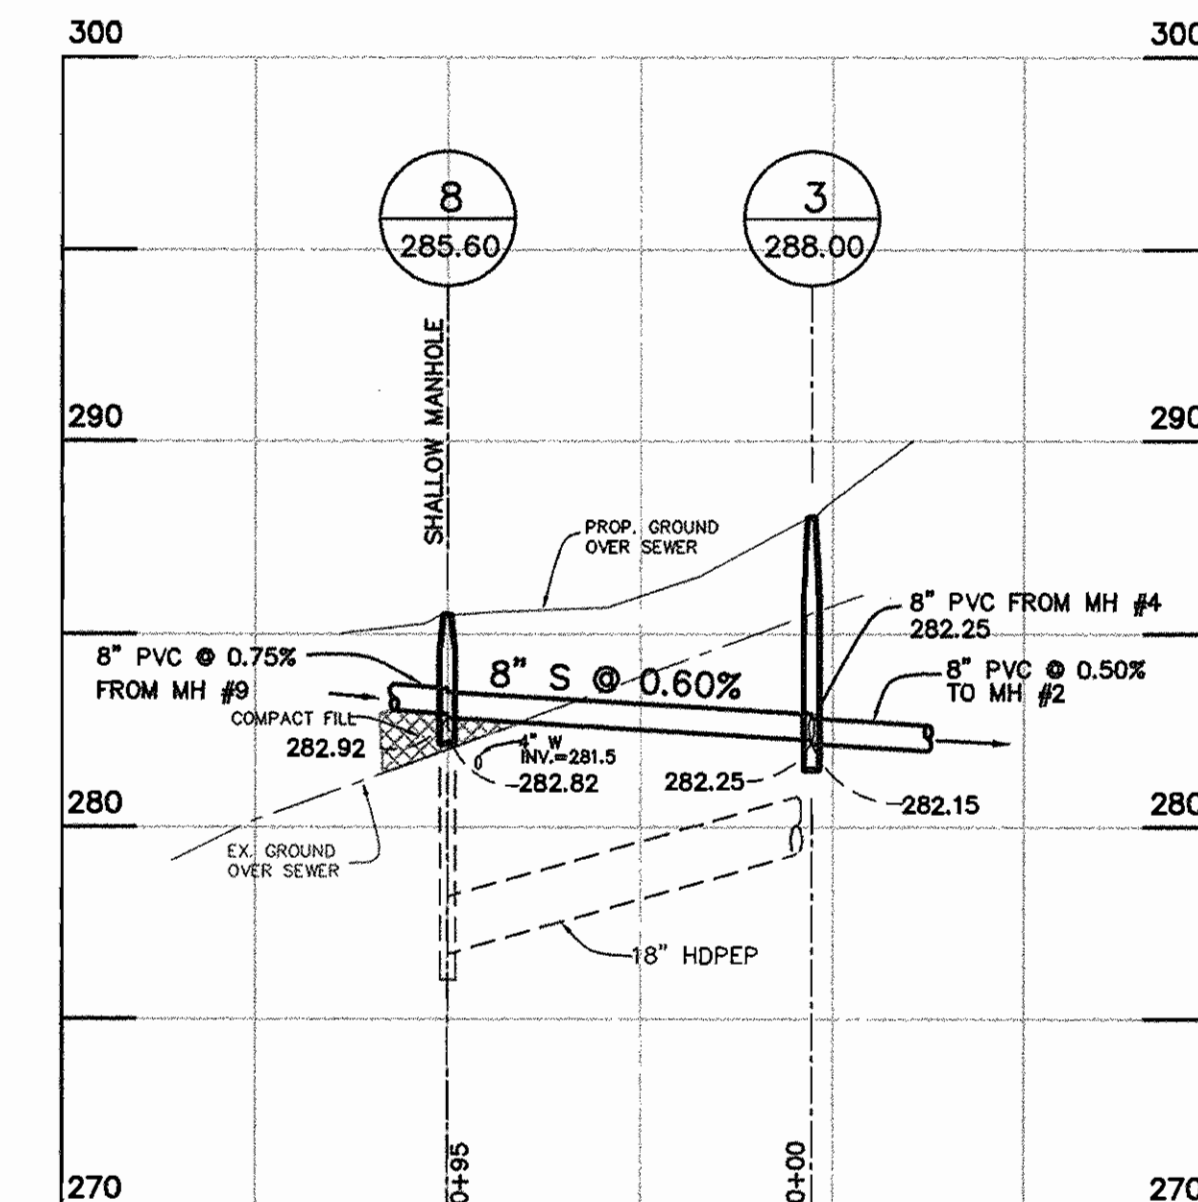 300
300
8
285.60
3
288.00
SHALLOW MANHOLE
290
290
PROP. GROUND
OVER SEWER
8" PVC FROM MH #4
282.25
8" PVC @ 0.75%
FROM MH #9
8" S @ 0.60%
8" PVC @ 0.50%
TO MH #2
COMPACT FILL
282.92
4" W
INV.=281.5
282.82
282.25
282.15
280
280
EX. GROUND
OVER SEWER
18" HDPEP
0+95
0+00
270
270